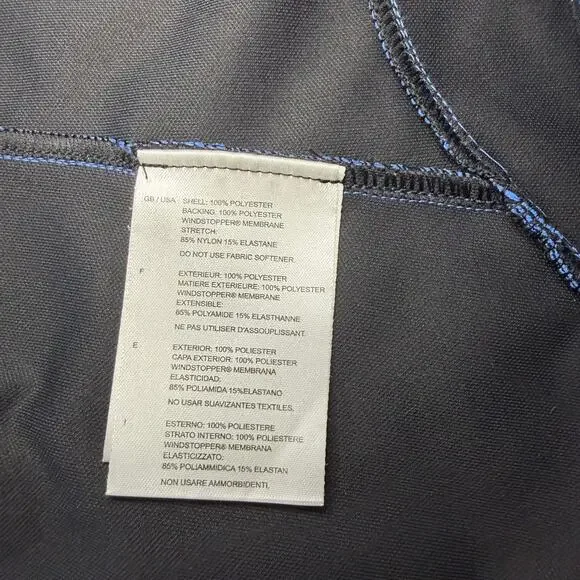 GB / USA SHELL: 100% POLYESTER
BACKING: 100% POLYESTER
WINDSTOPPER® MEMBRANE
STRETCH:
85% NYLON 15% ELASTANE
DO NOT USE FABRIC SOFTENER.
F EXTERIEUR: 100% POLYESTER
MATIERE EXTÉRIEURE: 100% POLYESTER
WINDSTOPPER® MEMBRANE
EXTENSIBLE:
85% POLYAMIDE 15% ELASTHANNE
NE PAS UTILISER D'ASSOUPLISSANT.
E EXTERIOR: 100% POLIESTER
CAPA EXTERIOR: 100% POLIESTER
WINDSTOPPER® MEMBRANA
ELASTICIDAD:
85% POLIAMIDA 15%ELASTANO
NO USAR SUAVIZANTES TEXTILES.
I ESTERNO: 100% POLIESTERE
STRATO INTERNO: 100% POLIESTERE
WINDSTOPPER® MEMBRANA
ELASTICIZZATO:
85% POLIAMMIDICA 15% ELASTAN
NON USARE AMMORBIDENTI.